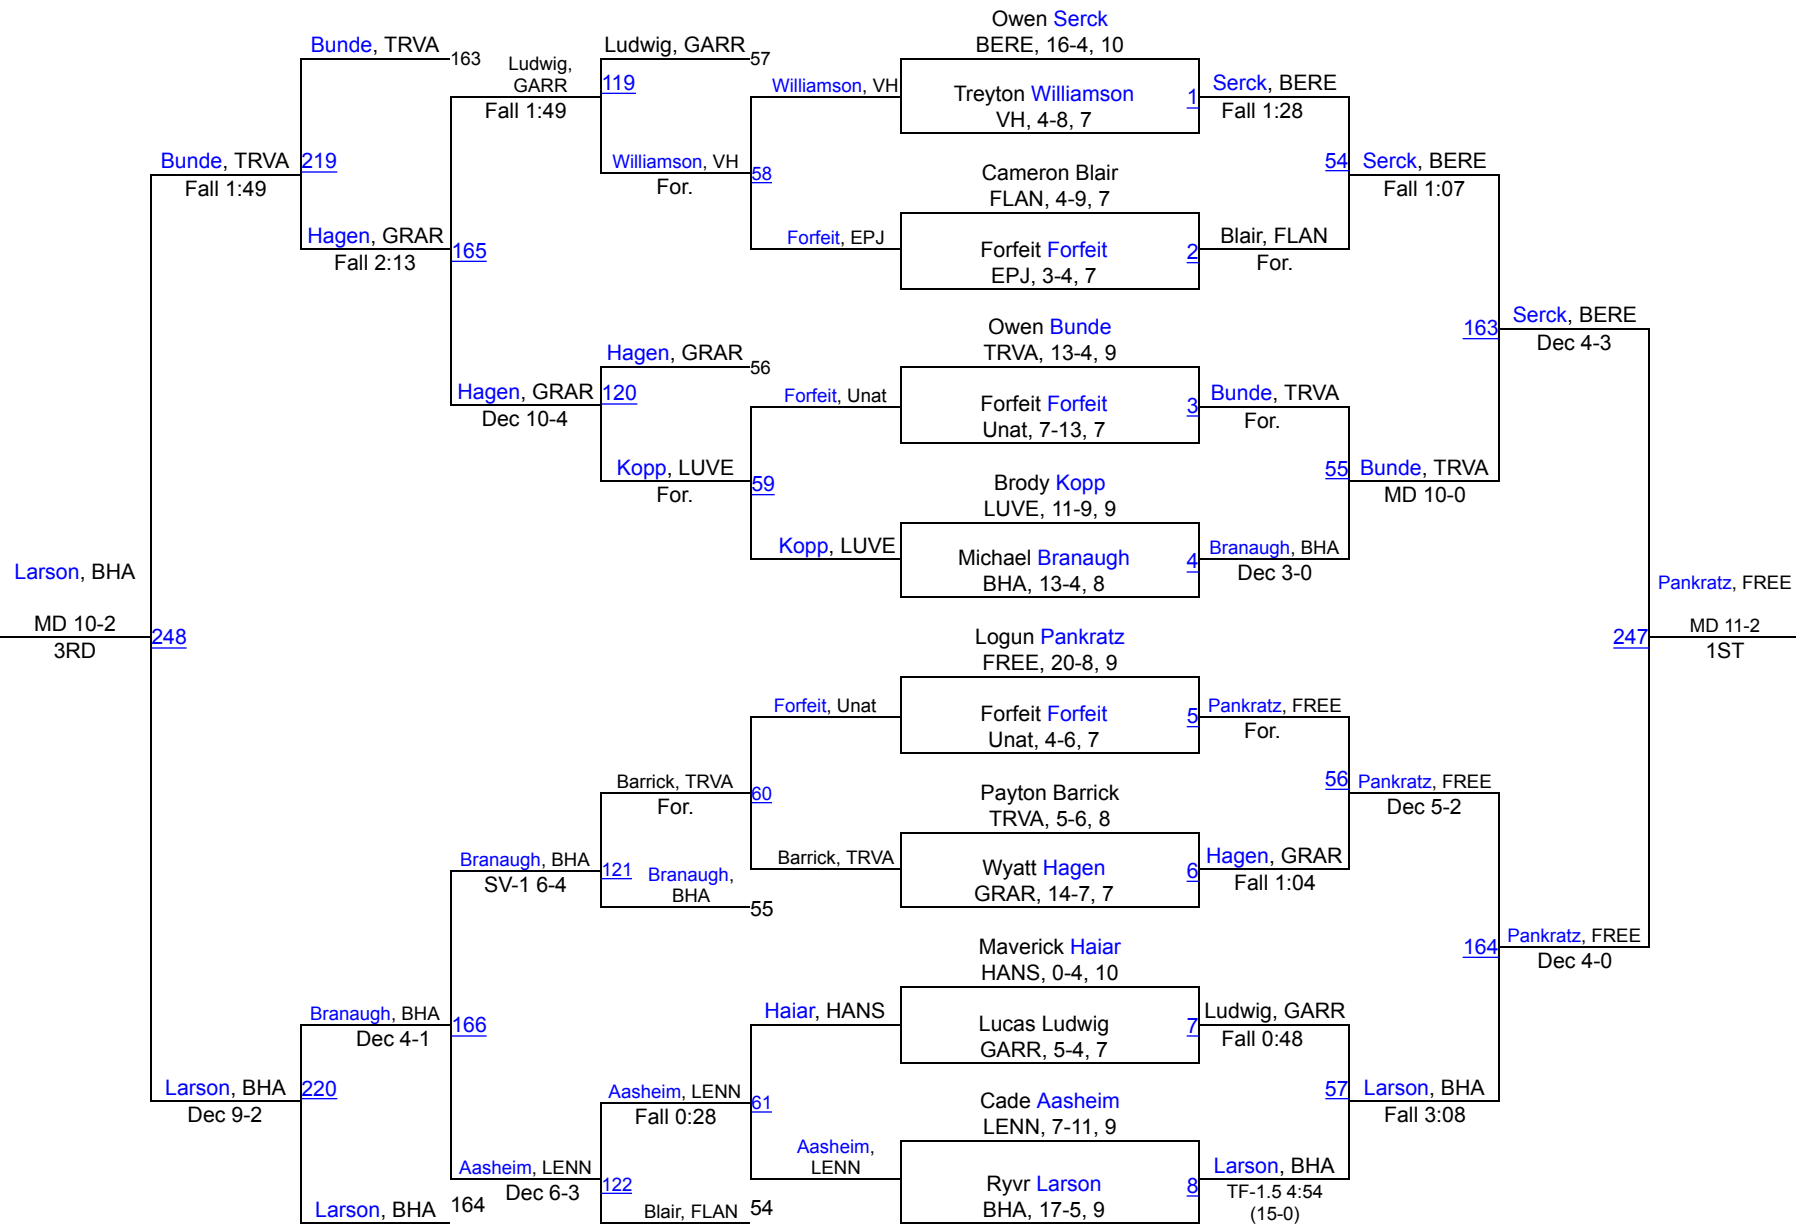 Bunde, TRVA
163
Ludwig,
GARR
Fall 1:49
Ludwig, GARR
57
119
Williamson, VH
For.
58
Williamson, VH
Forfeit, EPJ
Bunde, TRVA
Fall 1:49
219
Hagen, GRAR
Fall 2:13
165
Hagen, GRAR
Dec 10-4
Hagen, GRAR
56
120
Kopp, LUVE
For.
59
Forfeit, Unat
Kopp, LUVE
Larson, BHA
MD 10-2
3RD
248
Forfeit, Unat
Barrick, TRVA
For.
60
Barrick, TRVA
Branaugh, BHA
SV-1 6-4
121
Branaugh,
BHA
55
Branaugh, BHA
Dec 4-1
166
Larson, BHA
Dec 9-2
220
Haiar, HANS
Aasheim, LENN
Fall 0:28
61
Aasheim,
LENN
Aasheim, LENN
Dec 6-3
122
Blair, FLAN
54
Larson, BHA
164
Owen Serck
BERE, 16-4, 10
Treyton Williamson
VH, 4-8, 7
1
Serck, BERE
Fall 1:28
Cameron Blair
FLAN, 4-9, 7
Forfeit Forfeit
EPJ, 3-4, 7
2
Blair, FLAN
For.
54
Serck, BERE
Fall 1:07
Owen Bunde
TRVA, 13-4, 9
Forfeit Forfeit
Unat, 7-13, 7
3
Bunde, TRVA
For.
Brody Kopp
LUVE, 11-9, 9
Michael Branaugh
BHA, 13-4, 8
4
Branaugh, BHA
Dec 3-0
55
Bunde, TRVA
MD 10-0
163
Serck, BERE
Dec 4-3
Logun Pankratz
FREE, 20-8, 9
Forfeit Forfeit
Unat, 4-6, 7
5
Pankratz, FREE
For.
Payton Barrick
TRVA, 5-6, 8
Wyatt Hagen
GRAR, 14-7, 7
6
Hagen, GRAR
Fall 1:04
56
Pankratz, FREE
Dec 5-2
Maverick Haiar
HANS, 0-4, 10
Lucas Ludwig
GARR, 5-4, 7
7
Ludwig, GARR
Fall 0:48
Cade Aasheim
LENN, 7-11, 9
Ryvr Larson
BHA, 17-5, 9
8
Larson, BHA
TF-1.5 4:54
(15-0)
57
Larson, BHA
Fall 3:08
164
Pankratz, FREE
Dec 4-0
247
Pankratz, FREE
MD 11-2
1ST